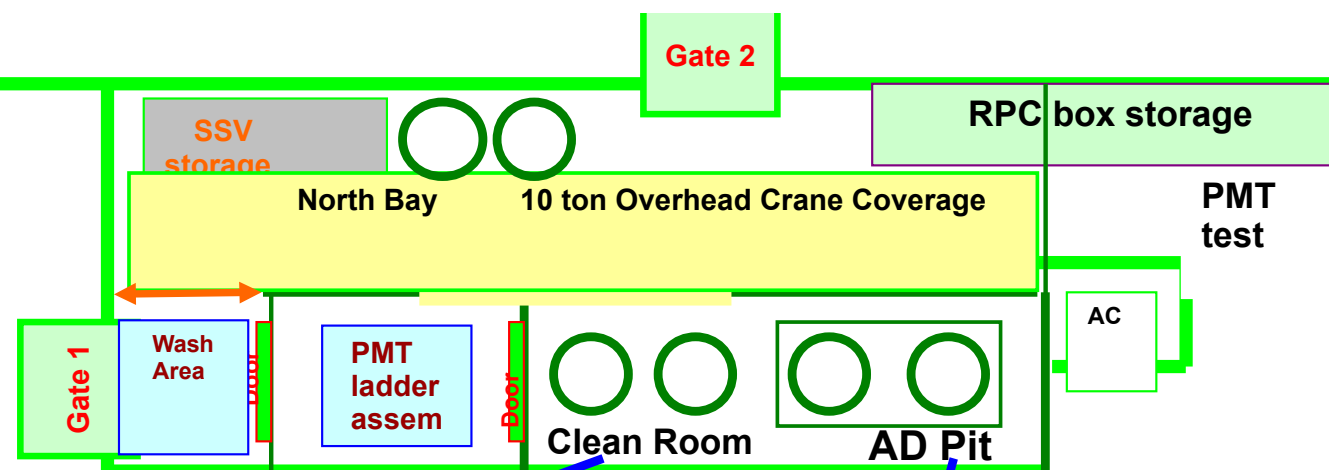 Gate 2
RPC box storage
SSV
storage
North Bay
10 ton Overhead Crane Coverage
PMT
test
Gate 1
Wash
Area
Door
PMT
ladder
assem
Door
AC
Clean Room
AD Pit